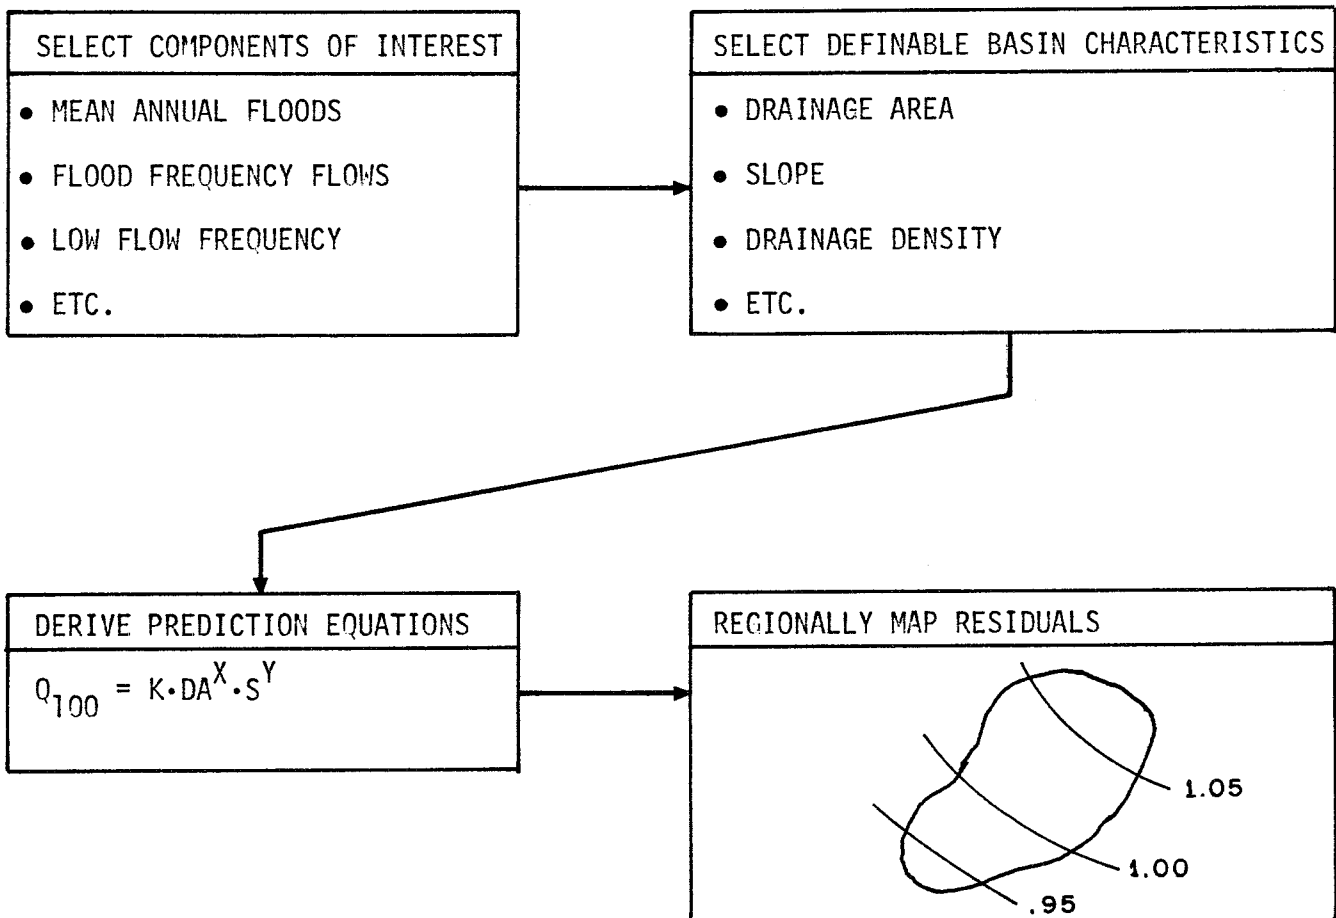 SELECT COMPONENTS OF INTEREST
• MEAN ANNUAL FLOODS
• FLOOD FREQUENCY FLOWS
• LOW FLOW FREQUENCY
• ETC.
SELECT DEFINABLE BASIN CHARACTERISTICS
• DRAINAGE AREA
• SLOPE
• DRAINAGE DENSITY
• ETC.
DERIVE PREDICTION EQUATIONS
Q₁₀₀ = K·DA^X·S^Y
REGIONALLY MAP RESIDUALS
1.05
1.00
.95